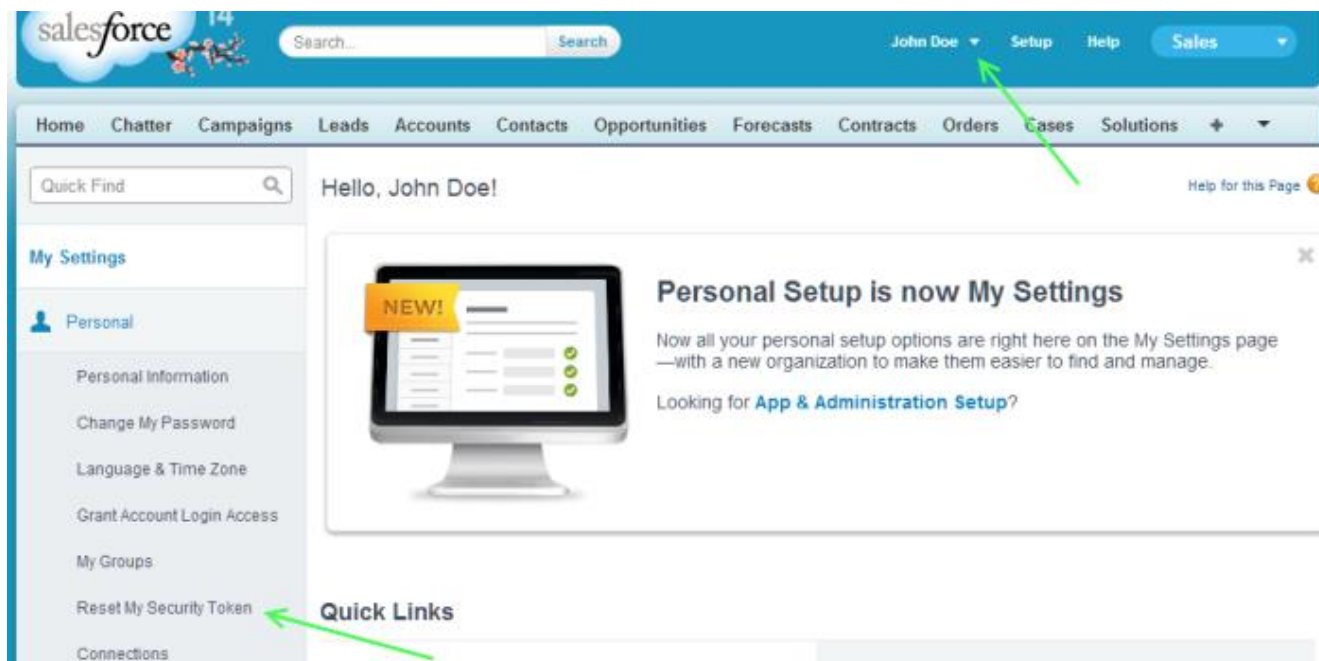 salesforce
14
Search...
Search
John Doe
Setup
Help
Sales
Home Chatter Campaigns Leads Accounts Contacts Opportunities Forecasts Contracts Orders Cases Solutions +
Quick Find
Hello, John Doe!
Help for this Page ?
My Settings
NEW!
Personal Setup is now My Settings
Now all your personal setup options are right here on the My Settings page
—with a new organization to make them easier to find and manage.
Looking for App & Administration Setup?
Personal
Personal Information
Change My Password
Language & Time Zone
Grant Account Login Access
My Groups
Reset My Security Token
Connections
Quick Links